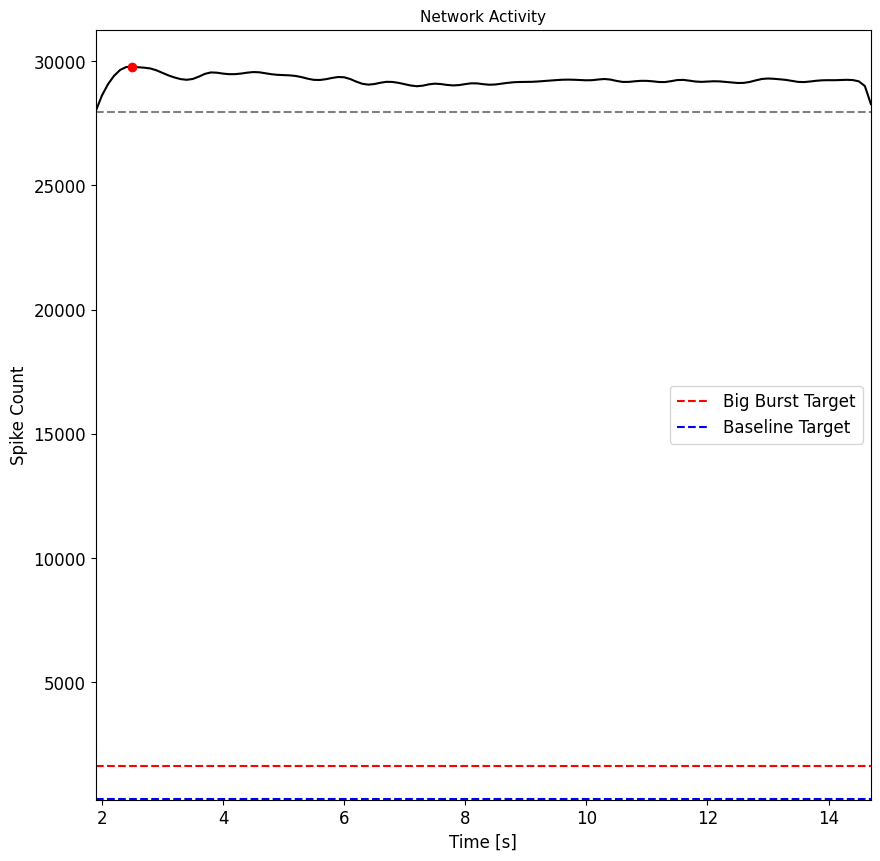 Network Activity
30000
25000
20000
15000
10000
5000
Spike Count
Big Burst Target
Baseline Target
2 4 6 8 10 12 14
Time [s]